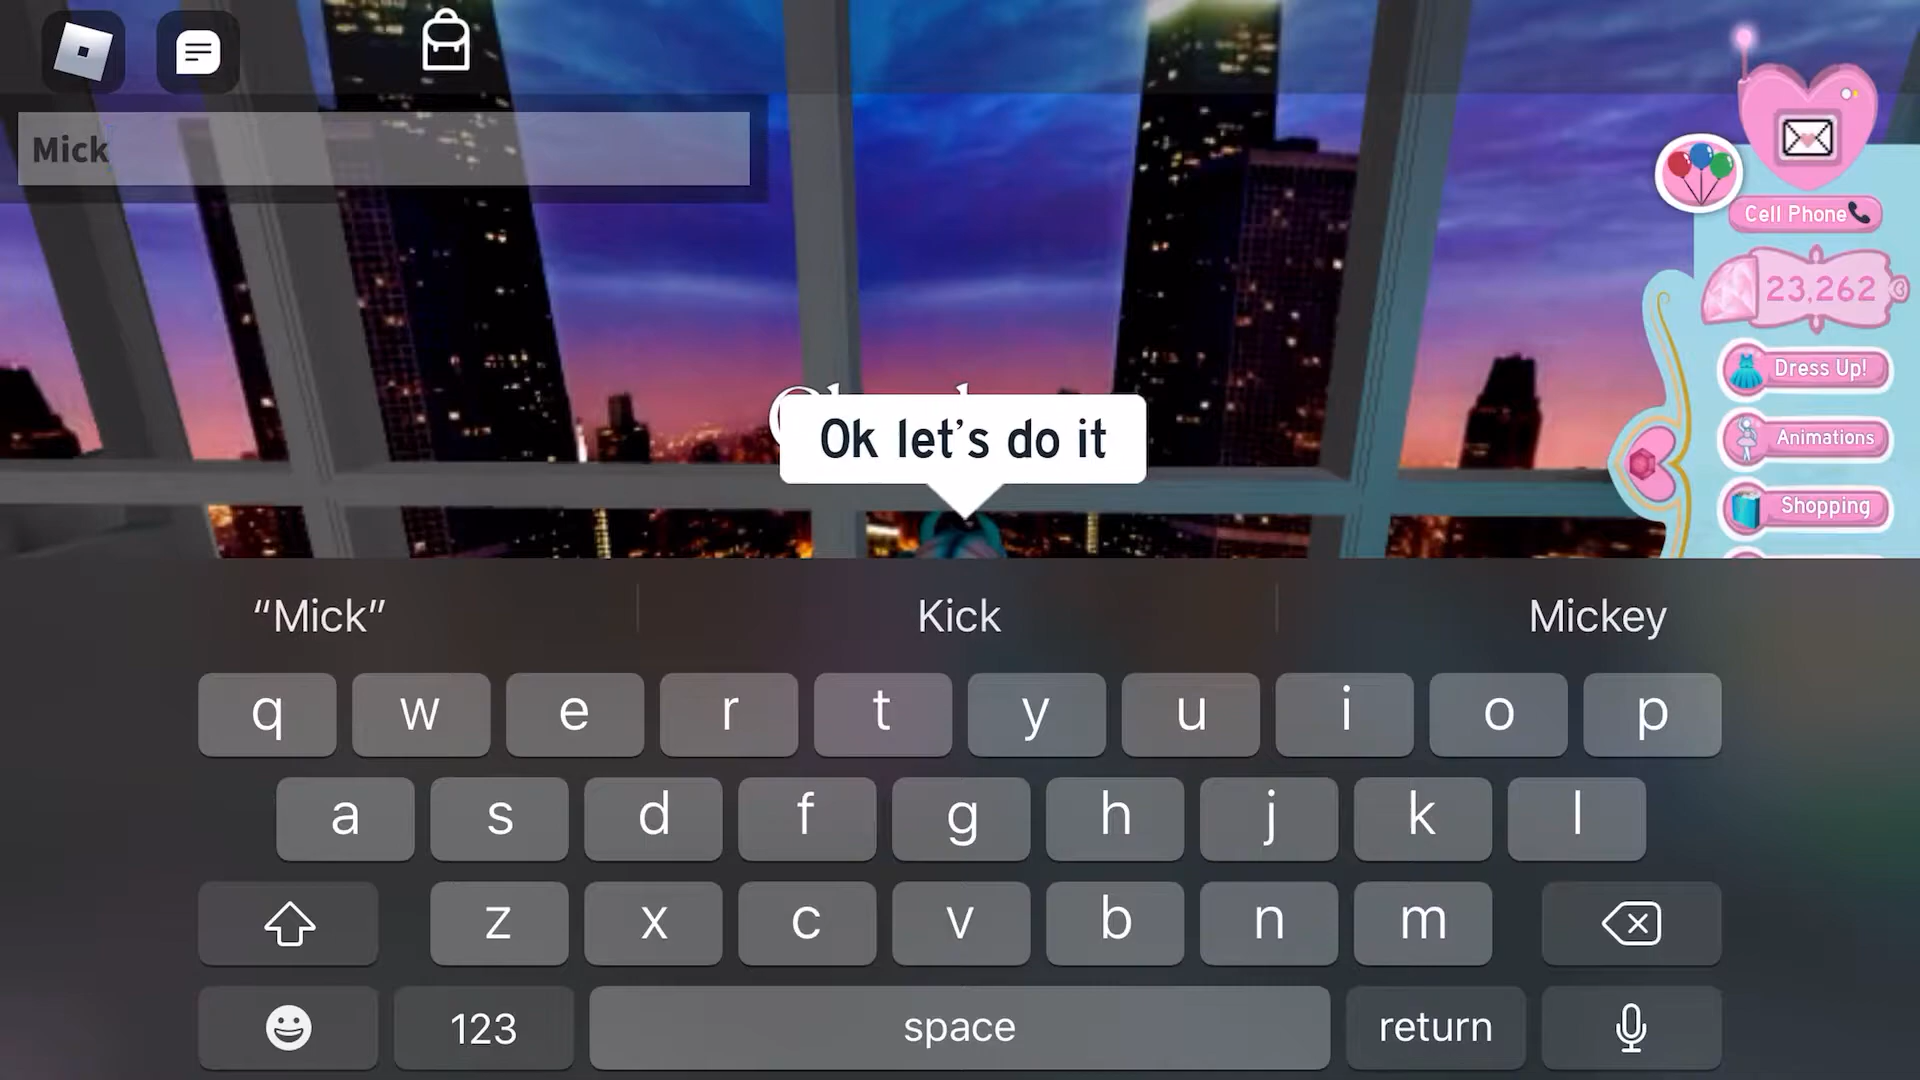 Mick
Cell Phone
23,262
Dress Up!
Animations
Shopping
Ok let's do it
“Mick”
Kick
Mickey
q w e r t y u i o p
a s d f g h j k l
z x c v b n m
123
space
return